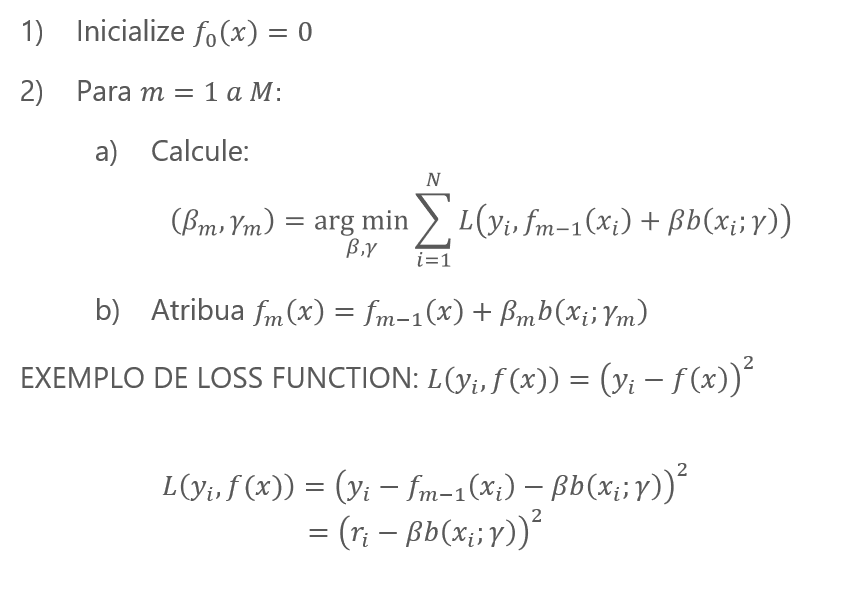 1) Inicialize f₀(x) = 0
2) Para m = 1 a M:
a) Calcule:
(βₘ, γₘ) = arg min_{β,γ} ∑_{i=1}^{N} L(yᵢ, fₘ₋₁(xᵢ) + βb(xᵢ; γ))
b) Atribua fₘ(x) = fₘ₋₁(x) + βₘb(xᵢ; γₘ)
EXEMPLO DE LOSS FUNCTION: L(yᵢ, f(x)) = (yᵢ − f(x))²
L(yᵢ, f(x)) = (yᵢ − fₘ₋₁(xᵢ) − βb(xᵢ; γ))²
= (rᵢ − βb(xᵢ; γ))²